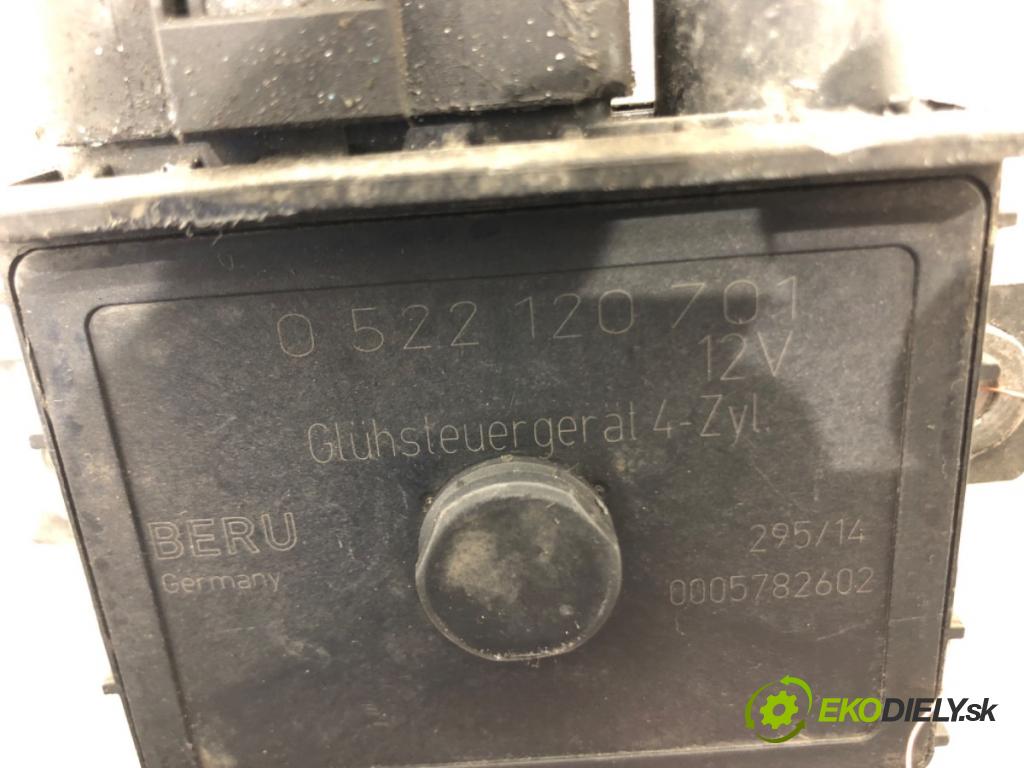 0 522 120 701
12V
Glühsteuergerät 4-Zyl.
BERU
Germany
295/14
0005782602
EKODIELY.sk